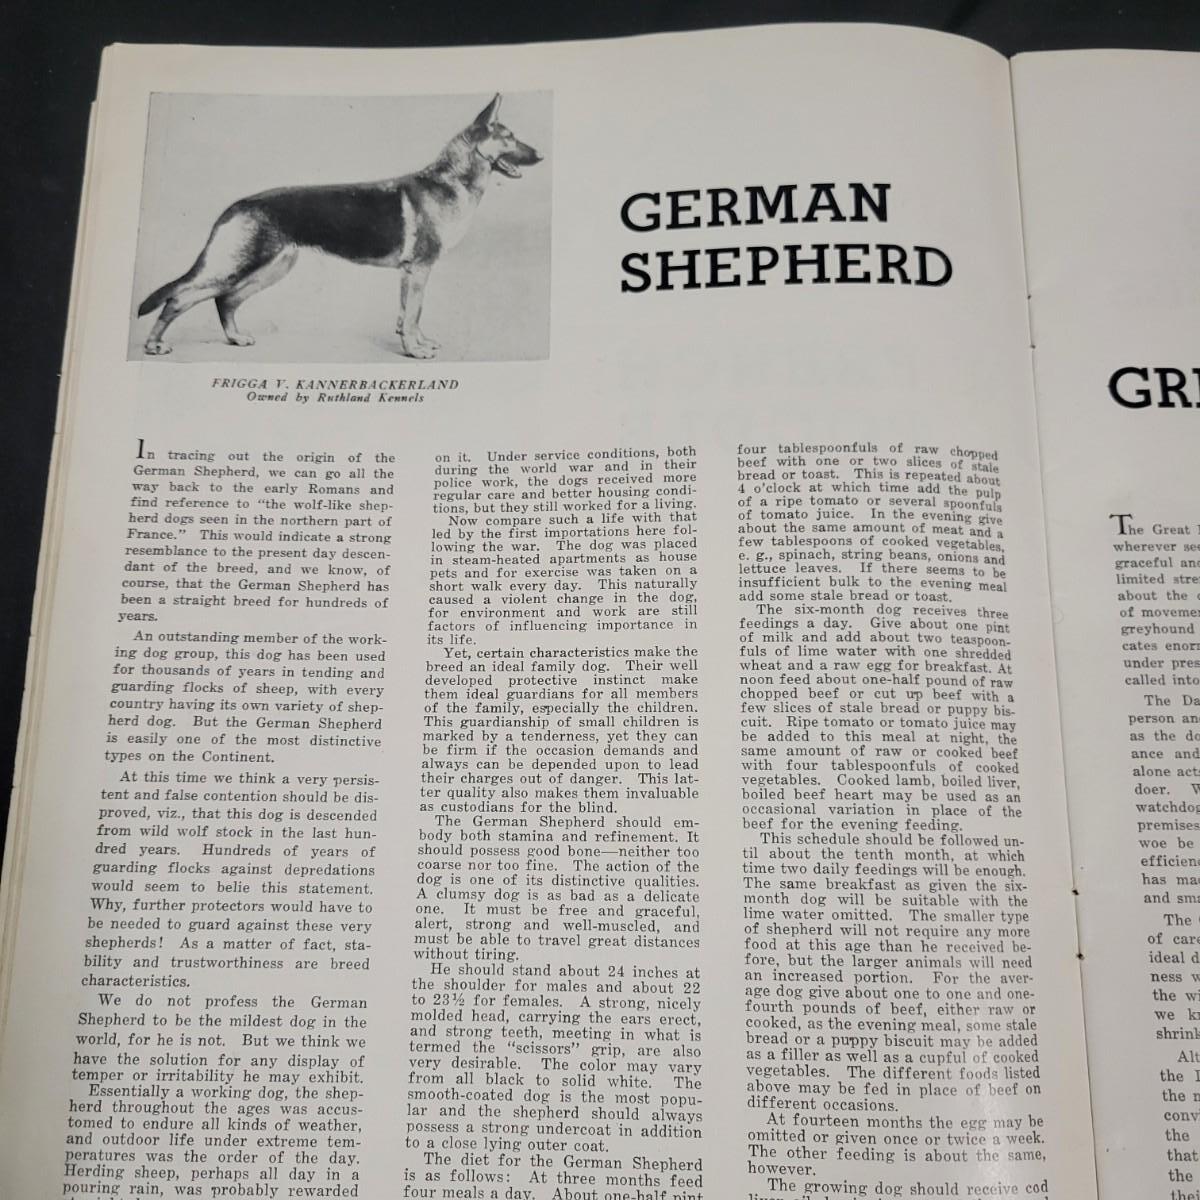 GERMAN
SHEPHERD
FRIGGA V. KANNERBACKERLAND
Owned by Ruthland Kennels
In tracing out the origin of the
German Shepherd, we can go all the
way back to the early Romans and
find reference to "the wolf-like shep-
herd dogs seen in the northern part of
France." This would indicate a strong
resemblance to the present day descen-
dant of the breed, and we know, of
course, that the German Shepherd has
been a straight breed for hundreds of
years.
An outstanding member of the work-
ing dog group, this dog has been used
for thousands of years in tending and
guarding flocks of sheep, with every
country having its own variety of shep-
herd dog. But the German Shepherd
is easily one of the most distinctive
types on the Continent.
At this time we think a very persis-
tent and false contention should be dis-
proved, viz., that this dog is descended
from wild wolf stock in the last hun-
dred years. Hundreds of years of
guarding flocks against depredations
would seem to belie this statement.
Why, further protectors would have to
be needed to guard against these very
shepherds! As a matter of fact, sta-
bility and trustworthiness are breed
characteristics.
We do not profess the German
Shepherd to be the mildest dog in the
world, for he is not. But we think we
have the solution for any display of
temper or irritability he may exhibit.
Essentially a working dog, the shep-
herd throughout the ages was accus-
tomed to endure all kinds of weather,
and outdoor life under extreme tem-
peratures was the order of the day.
Herding sheep, perhaps all day in a
pouring rain, was probably rewarded
on it. Under service conditions, both
during the world war and in their
police work, the dogs received more
regular care and better housing condi-
tions, but they still worked for a living.
Now compare such a life with that
led by the first importations here fol-
lowing the war. The dog was placed
in steam-heated apartments as house
pets and for exercise was taken on a
short walk every day. This naturally
caused a violent change in the dog,
for environment and work are still
factors of influencing importance in
its life.
Yet, certain characteristics make the
breed an ideal family dog. Their well
developed protective instinct make
them ideal guardians for all members
of the family, especially the children.
This guardianship of small children is
marked by a tenderness, yet they can
be firm if the occasion demands and
always can be depended upon to lead
their charges out of danger. This lat-
ter quality also makes them invaluable
as custodians for the blind.
The German Shepherd should em-
body both stamina and refinement. It
should possess good bone—neither too
coarse nor too fine. The action of the
dog is one of its distinctive qualities.
A clumsy dog is as bad as a delicate
one. It must be free and graceful,
alert, strong and well-muscled, and
must be able to travel great distances
without tiring.
He should stand about 24 inches at
the shoulder for males and about 22
to 23½ for females. A strong, nicely
molded head, carrying the ears erect,
and strong teeth, meeting in what is
termed the "scissors" grip, are also
very desirable. The color may vary
from all black to solid white. The
smooth-coated dog is the most popu-
lar and the shepherd should always
possess a strong undercoat in addition
to a close lying outer coat.
The diet for the German Shepherd
is as follows: At three months feed
four meals a day. About one-half pint
four tablespoonfuls of raw chopped
beef with one or two slices of stale
bread or toast. This is repeated about
4 o'clock at which time add the pulp
of a ripe tomato or several spoonfuls
of tomato juice. In the evening give
about the same amount of meat and a
few tablespoons of cooked vegetables,
e. g., spinach, string beans, onions and
lettuce leaves. If there seems to be
insufficient bulk to the evening meal
add some stale bread or toast.
The six-month dog receives three
feedings a day. Give about one pint
of milk and add about two teaspoon-
fuls of lime water with one shredded
wheat and a raw egg for breakfast. At
noon feed about one-half pound of raw
chopped beef or cut up beef with a
few slices of stale bread or puppy bis-
cuit. Ripe tomato or tomato juice may
be added to this meal at night, the
same amount of raw or cooked beef
with four tablespoonfuls of cooked
vegetables. Cooked lamb, boiled liver,
boiled beef heart may be used as an
occasional variation in place of the
beef for the evening feeding.
This schedule should be followed un-
til about the tenth month, at which
time two daily feedings will be enough.
The same breakfast as given the six-
month dog will be suitable with the
lime water omitted. The smaller type
of shepherd will not require any more
food at this age than he received be-
fore, but the larger animals will need
an increased portion. For the aver-
age dog give about one to one and one-
fourth pounds of beef, either raw or
cooked, as the evening meal, some stale
bread or a puppy biscuit may be added
as a filler as well as a cupful of cooked
vegetables. The different foods listed
above may be fed in place of beef on
different occasions.
At fourteen months the egg may be
omitted or given once or twice a week.
The other feeding is about the same,
however.
The growing dog should receive cod
GRE
The Great
wherever see
graceful and
limited stre
about the
of moveme
greyhound
cates enor
under pres
called into
The Da
person an
as the do
ance and
alone act
doer. W
watchdog
premises
woe be
efficienc
has ma
and sma
The
of care
ideal d
ness w
the wi
we k
shrin
Alt
the I
the
conv
the
that
the